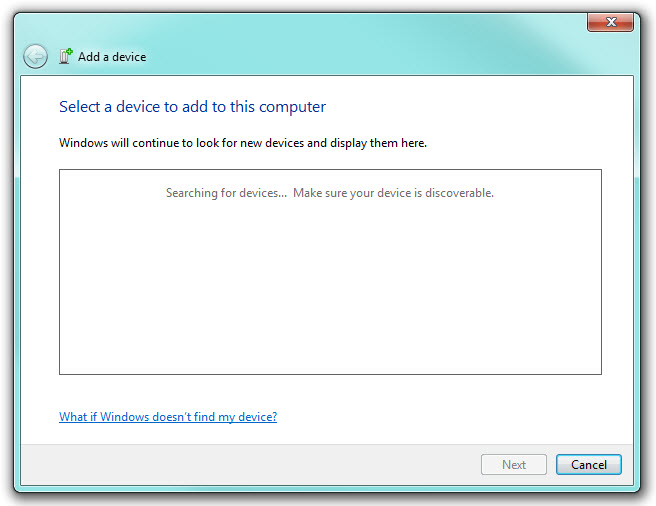 Add a device
Select a device to add to this computer
Windows will continue to look for new devices and display them here.
Searching for devices... Make sure your device is discoverable.
What if Windows doesn't find my device?
Next
Cancel